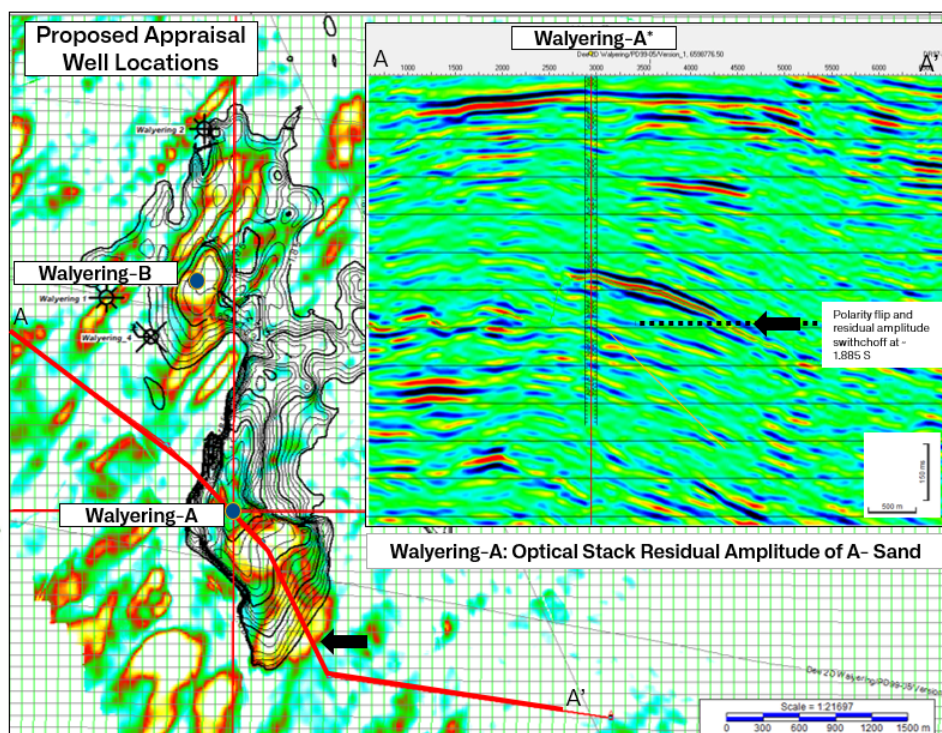 Proposed Appraisal
Well Locations
Walyering 2
Walyering-B
Walyering 1
Walyering_4
A
Walyering-A
A'
Walyering-A*
A
A'
1000
1500
2000
2500
3000
3500
4000
4500
5000
5500
6000
Polarity flip and
residual amplitude
swithchoff at -
1.885 S
150 ms
500 m
Walyering-A: Optical Stack Residual Amplitude of A- Sand
Scale = 1:21697
0 300 600 900 1200 1500 m